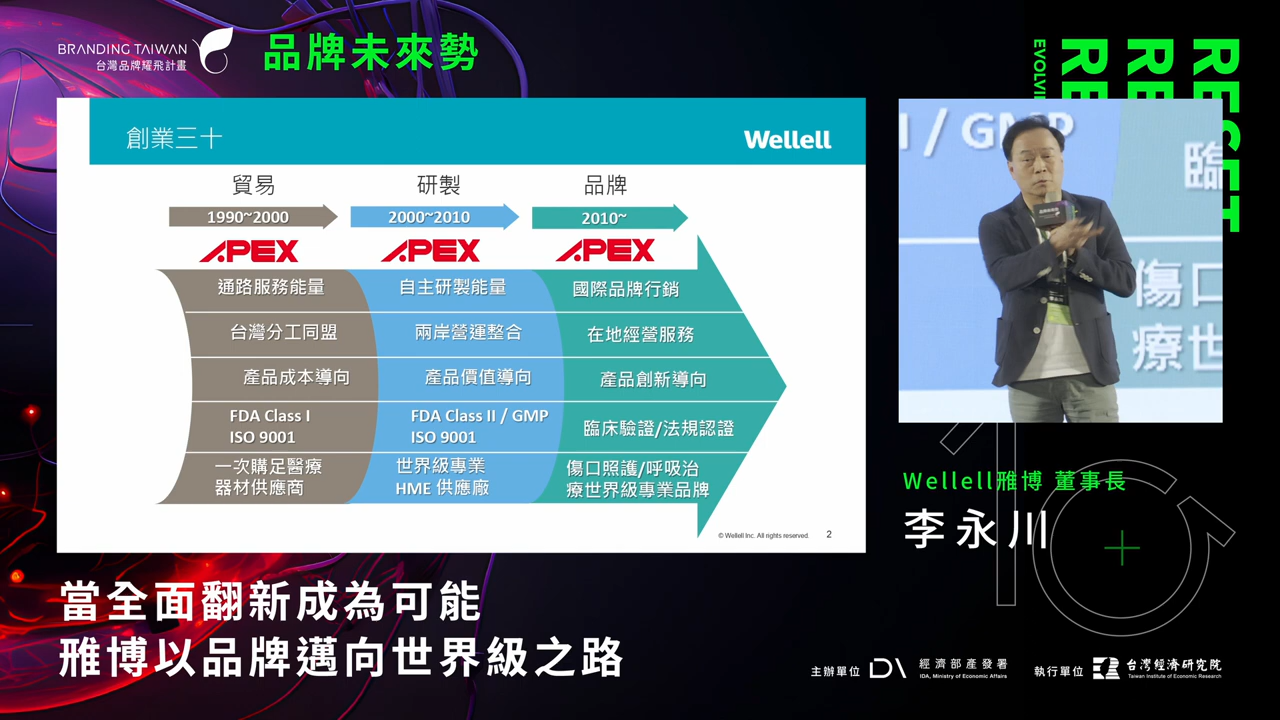 BRANDING TAIWAN
台灣品牌耀飛計畫
品牌未來勢
創業三十
Wellell
貿易
研製
品牌
1990~2000
2000~2010
2010~
APEX
APEX
APEX
通路服務能量
自主研製能量
國際品牌行銷
台灣分工同盟
兩岸營運整合
在地經營服務
產品成本導向
產品價值導向
產品創新導向
FDA Class I
ISO 9001
FDA Class II / GMP
ISO 9001
臨床驗證/法規認證
一次購足醫療
器材供應商
世界級專業
HME 供應廠
傷口照護/呼吸治
療世界級專業品牌
© Wellell Inc. All rights reserved.
2
I / GMP
臨
傷口
療世
Wellell雅博 董事長
李永川
當全面翻新成為可能
雅博以品牌邁向世界級之路
主辦單位
IDA
經濟部產發署
IDA, Ministry of Economic Affairs
執行單位
台灣經濟研究院
Taiwan Institute of Economic Research